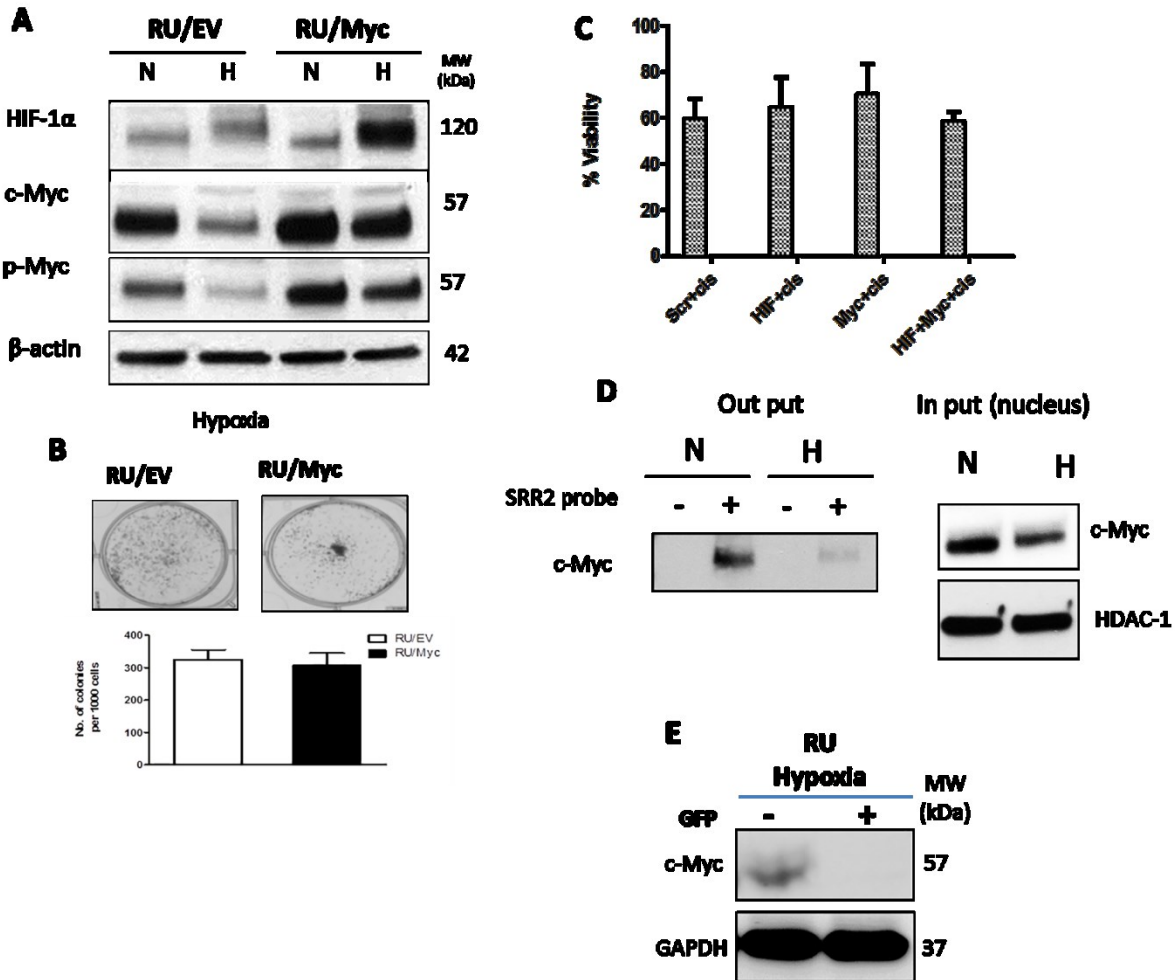 A
RU/EV RU/Myc
N H N H MW
(kDa)
HIF-1α 120
c-Myc 57
p-Myc 57
β-actin 42
B
Hypoxia
RU/EV RU/Myc
No. of colonies
per 1000 cells
400
300
200
100
0
RU/EV
RU/Myc
C
% Viability
100
80
60
40
20
0
Scr+cis HIF+cis Myc+cis HIF+Myc+cis
D
Out put In put (nucleus)
N H N H
SRR2 probe - + - +
c-Myc c-Myc
HDAC-1
E
RU
Hypoxia MW
(kDa)
GFP - +
c-Myc 57
GAPDH 37